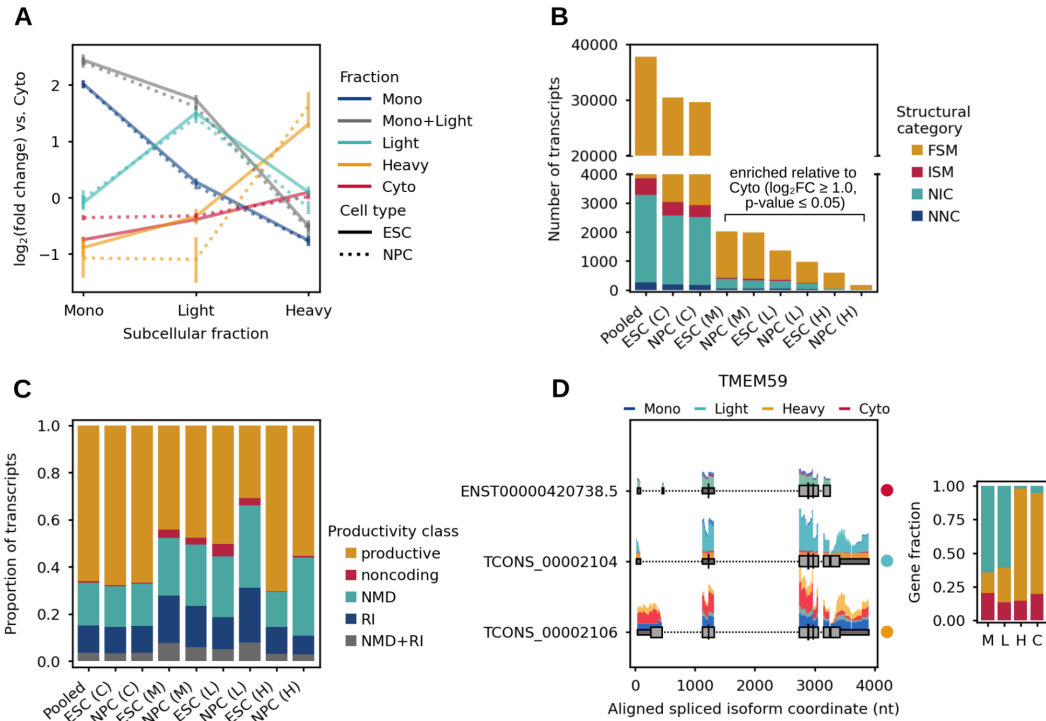 A
log₂(fold change) vs. Cyto
2
1
0
−1
Mono
Light
Heavy
Subcellular fraction
Fraction
Mono
Mono+Light
Light
Heavy
Cyto
Cell type
ESC
NPC
B
Number of transcripts
40000
30000
20000
4000
3000
2000
1000
0
enriched relative to
Cyto (log₂FC ≥ 1.0,
p-value ≤ 0.05)
Pooled
ESC (C)
NPC (C)
ESC (M)
NPC (M)
ESC (L)
NPC (L)
ESC (H)
NPC (H)
Structural
category
FSM
ISM
NIC
NNC
C
Proportion of transcripts
1.0
0.8
0.6
0.4
0.2
0.0
Pooled
ESC (C)
NPC (C)
ESC (M)
NPC (M)
ESC (L)
NPC (L)
ESC (H)
NPC (H)
Productivity class
productive
noncoding
NMD
RI
NMD+RI
D
TMEM59
Mono Light Heavy Cyto
ENST00000420738.5
TCONS_00002104
TCONS_00002106
0 1000 2000 3000 4000
Aligned spliced isoform coordinate (nt)
Gene fraction
1.00
0.75
0.50
0.25
0.00
M L H C